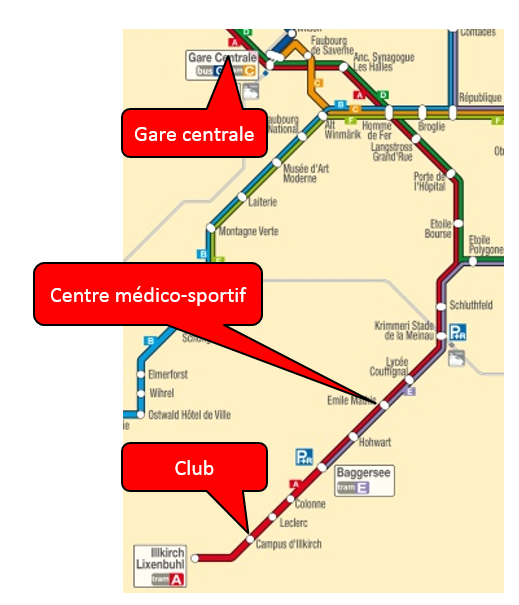 Contades
Faubourg
de Saverne
A
D
Gare Centrale
bus G tram C
Anc. Synagogue
Les Halles
C
A
D
République
B
C
F
F
Gare centrale
Faubourg
National
Alt
Winmärik
Homme
de Fer
Broglie
Langstross
Grand'Rue
Musée d'Art
Moderne
Porte de
l'Hôpital
Laiterie
Montagne Verte
Etoile
Bourse
Etoile
Polygone
B
Centre médico-sportif
Schluthfeld
Krimmeri Stade
de la Meinau
P+R
B
Elmerforst
Wihrel
Ostwald Hôtel de Ville
Lycée
Couffignal
E
Emile Mathis
Hohwart
P+R
Baggersee
tram E
Club
A
Colonne
Leclerc
Campus d'Illkirch
Illkirch
Lixenbuhl
tram A